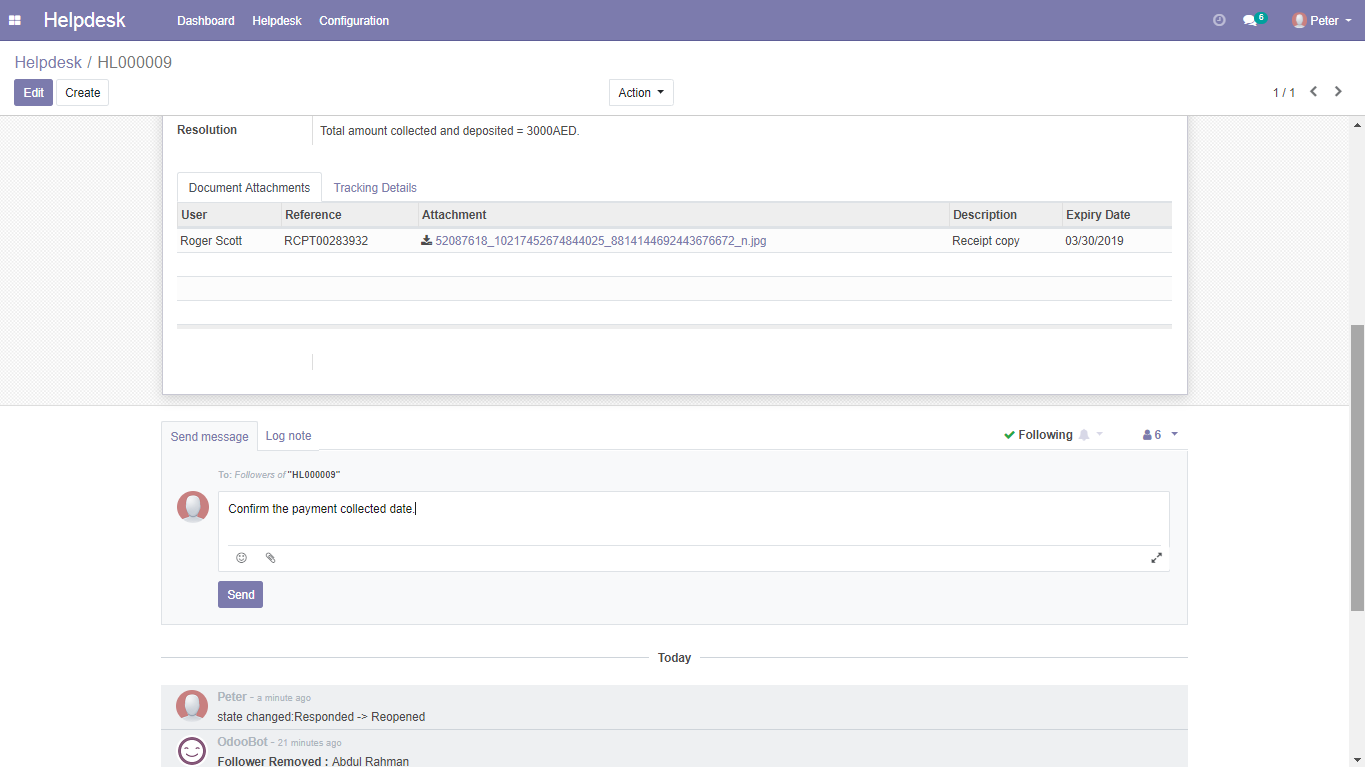 Helpdesk Dashboard Helpdesk Configuration 6 Peter
Helpdesk / HL000009
Edit Create Action 1 / 1
Resolution Total amount collected and deposited = 3000AED.
Document Attachments Tracking Details
User Reference Attachment Description Expiry Date
Roger Scott RCPT00283932 52087618_10217452674844025_8814144692443676672_n.jpg Receipt copy 03/30/2019
Send message Log note Following 6
To: Followers of "HL000009"
Confirm the payment collected date.
Send
Today
Peter - a minute ago
state changed:Responded -> Reopened
OdooBot - 21 minutes ago
Follower Removed : Abdul Rahman